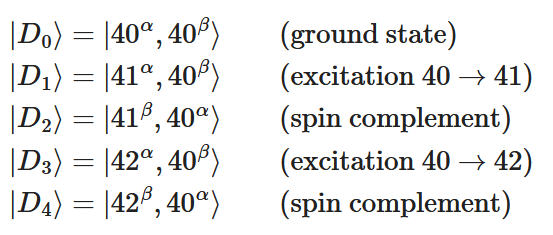 |D₀⟩ = |40^α, 40^β⟩ (ground state)
|D₁⟩ = |41^α, 40^β⟩ (excitation 40 → 41)
|D₂⟩ = |41^β, 40^α⟩ (spin complement)
|D₃⟩ = |42^α, 40^β⟩ (excitation 40 → 42)
|D₄⟩ = |42^β, 40^α⟩ (spin complement)